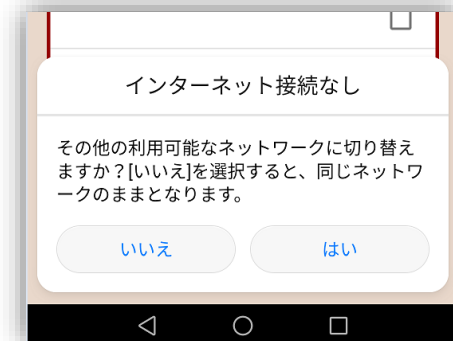 インターネット接続なし
その他の利用可能なネットワークに切り替え
ますか？[いいえ]を選択すると、同じネットワ
ークのままとなります。
いいえ
はい